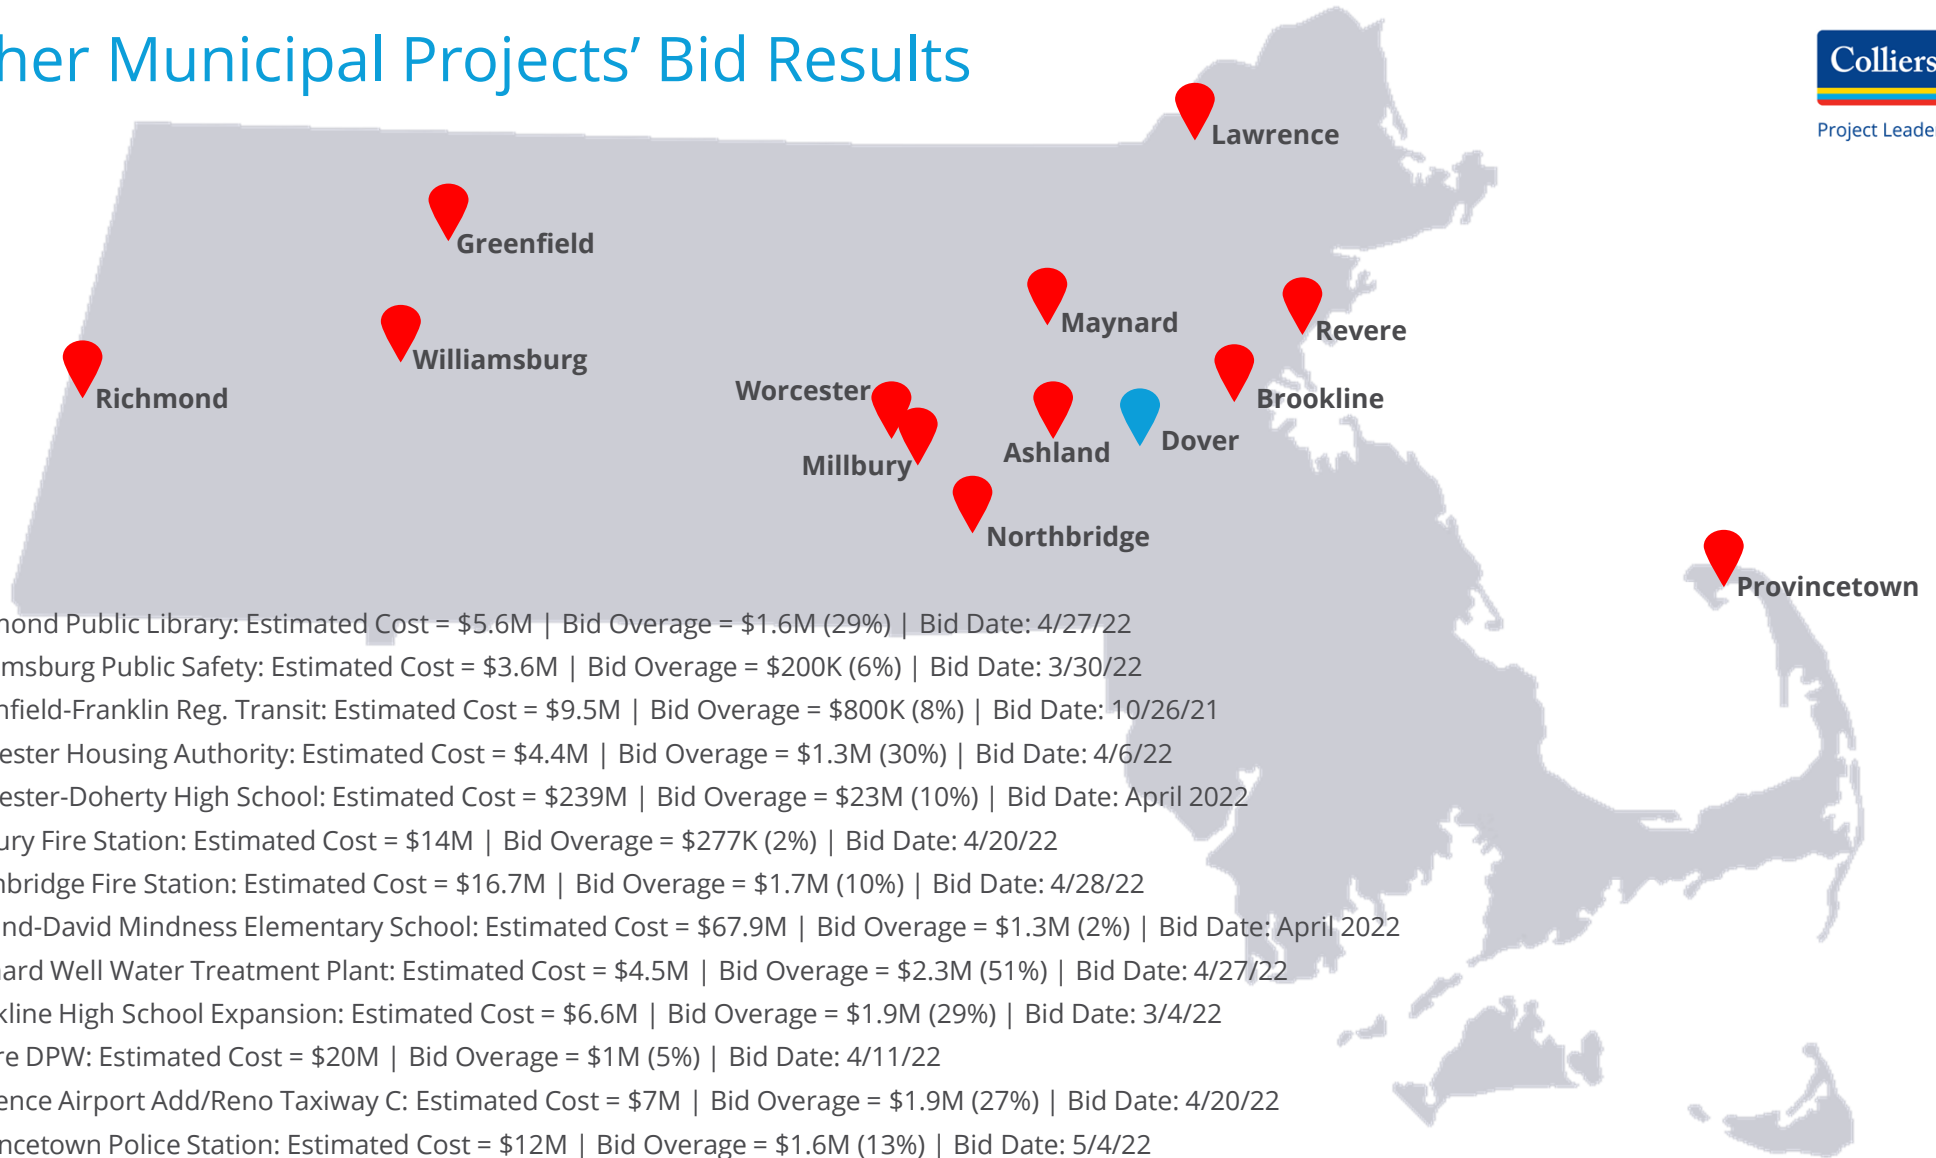 her Municipal Projects’ Bid Results
Colliers
Project Leade
Lawrence
Greenfield
Maynard
Revere
Williamsburg
Richmond
Worcester
Brookline
Dover
Ashland
Millbury
Northbridge
Provincetown
mond Public Library: Estimated Cost = $5.6M | Bid Overage = $1.6M (29%) | Bid Date: 4/27/22
amsburg Public Safety: Estimated Cost = $3.6M | Bid Overage = $200K (6%) | Bid Date: 3/30/22
nfield-Franklin Reg. Transit: Estimated Cost = $9.5M | Bid Overage = $800K (8%) | Bid Date: 10/26/21
ester Housing Authority: Estimated Cost = $4.4M | Bid Overage = $1.3M (30%) | Bid Date: 4/6/22
ester-Doherty High School: Estimated Cost = $239M | Bid Overage = $23M (10%) | Bid Date: April 2022
ury Fire Station: Estimated Cost = $14M | Bid Overage = $277K (2%) | Bid Date: 4/20/22
nbridge Fire Station: Estimated Cost = $16.7M | Bid Overage = $1.7M (10%) | Bid Date: 4/28/22
nd-David Mindness Elementary School: Estimated Cost = $67.9M | Bid Overage = $1.3M (2%) | Bid Date: April 2022
ard Well Water Treatment Plant: Estimated Cost = $4.5M | Bid Overage = $2.3M (51%) | Bid Date: 4/27/22
kline High School Expansion: Estimated Cost = $6.6M | Bid Overage = $1.9M (29%) | Bid Date: 3/4/22
re DPW: Estimated Cost = $20M | Bid Overage = $1M (5%) | Bid Date: 4/11/22
ence Airport Add/Reno Taxiway C: Estimated Cost = $7M | Bid Overage = $1.9M (27%) | Bid Date: 4/20/22
ncetown Police Station: Estimated Cost = $12M | Bid Overage = $1.6M (13%) | Bid Date: 5/4/22